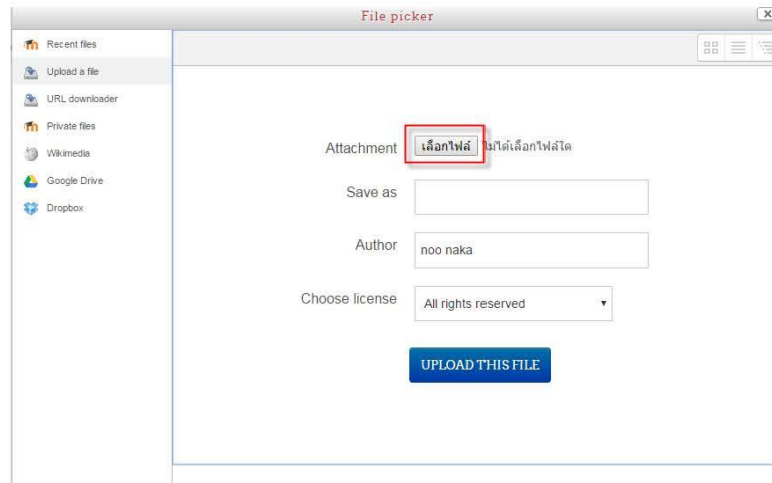 File picker
Recent files
Upload a file
URL downloader
Private files
Wikimedia
Google Drive
Dropbox
Attachment เลือกไฟล์ ไม่ได้เลือกไฟล์ใด
Save as
Author noo naka
Choose license All rights reserved
UPLOAD THIS FILE